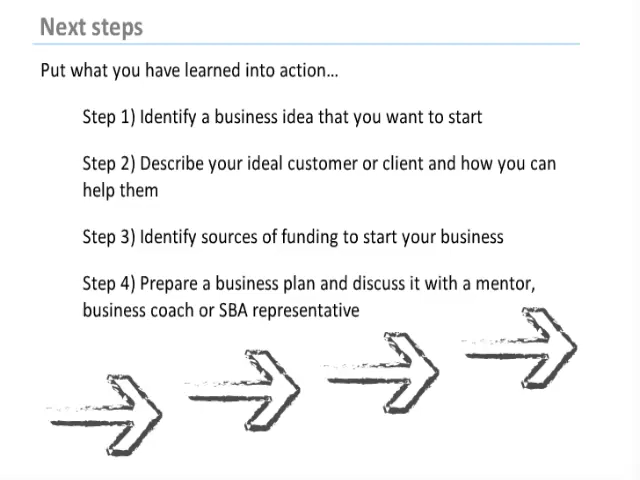 Next steps
Put what you have learned into action...
Step 1) Identify a business idea that you want to start
Step 2) Describe your ideal customer or client and how you can
help them
Step 3) Identify sources of funding to start your business
Step 4) Prepare a business plan and discuss it with a mentor,
business coach or SBA representative